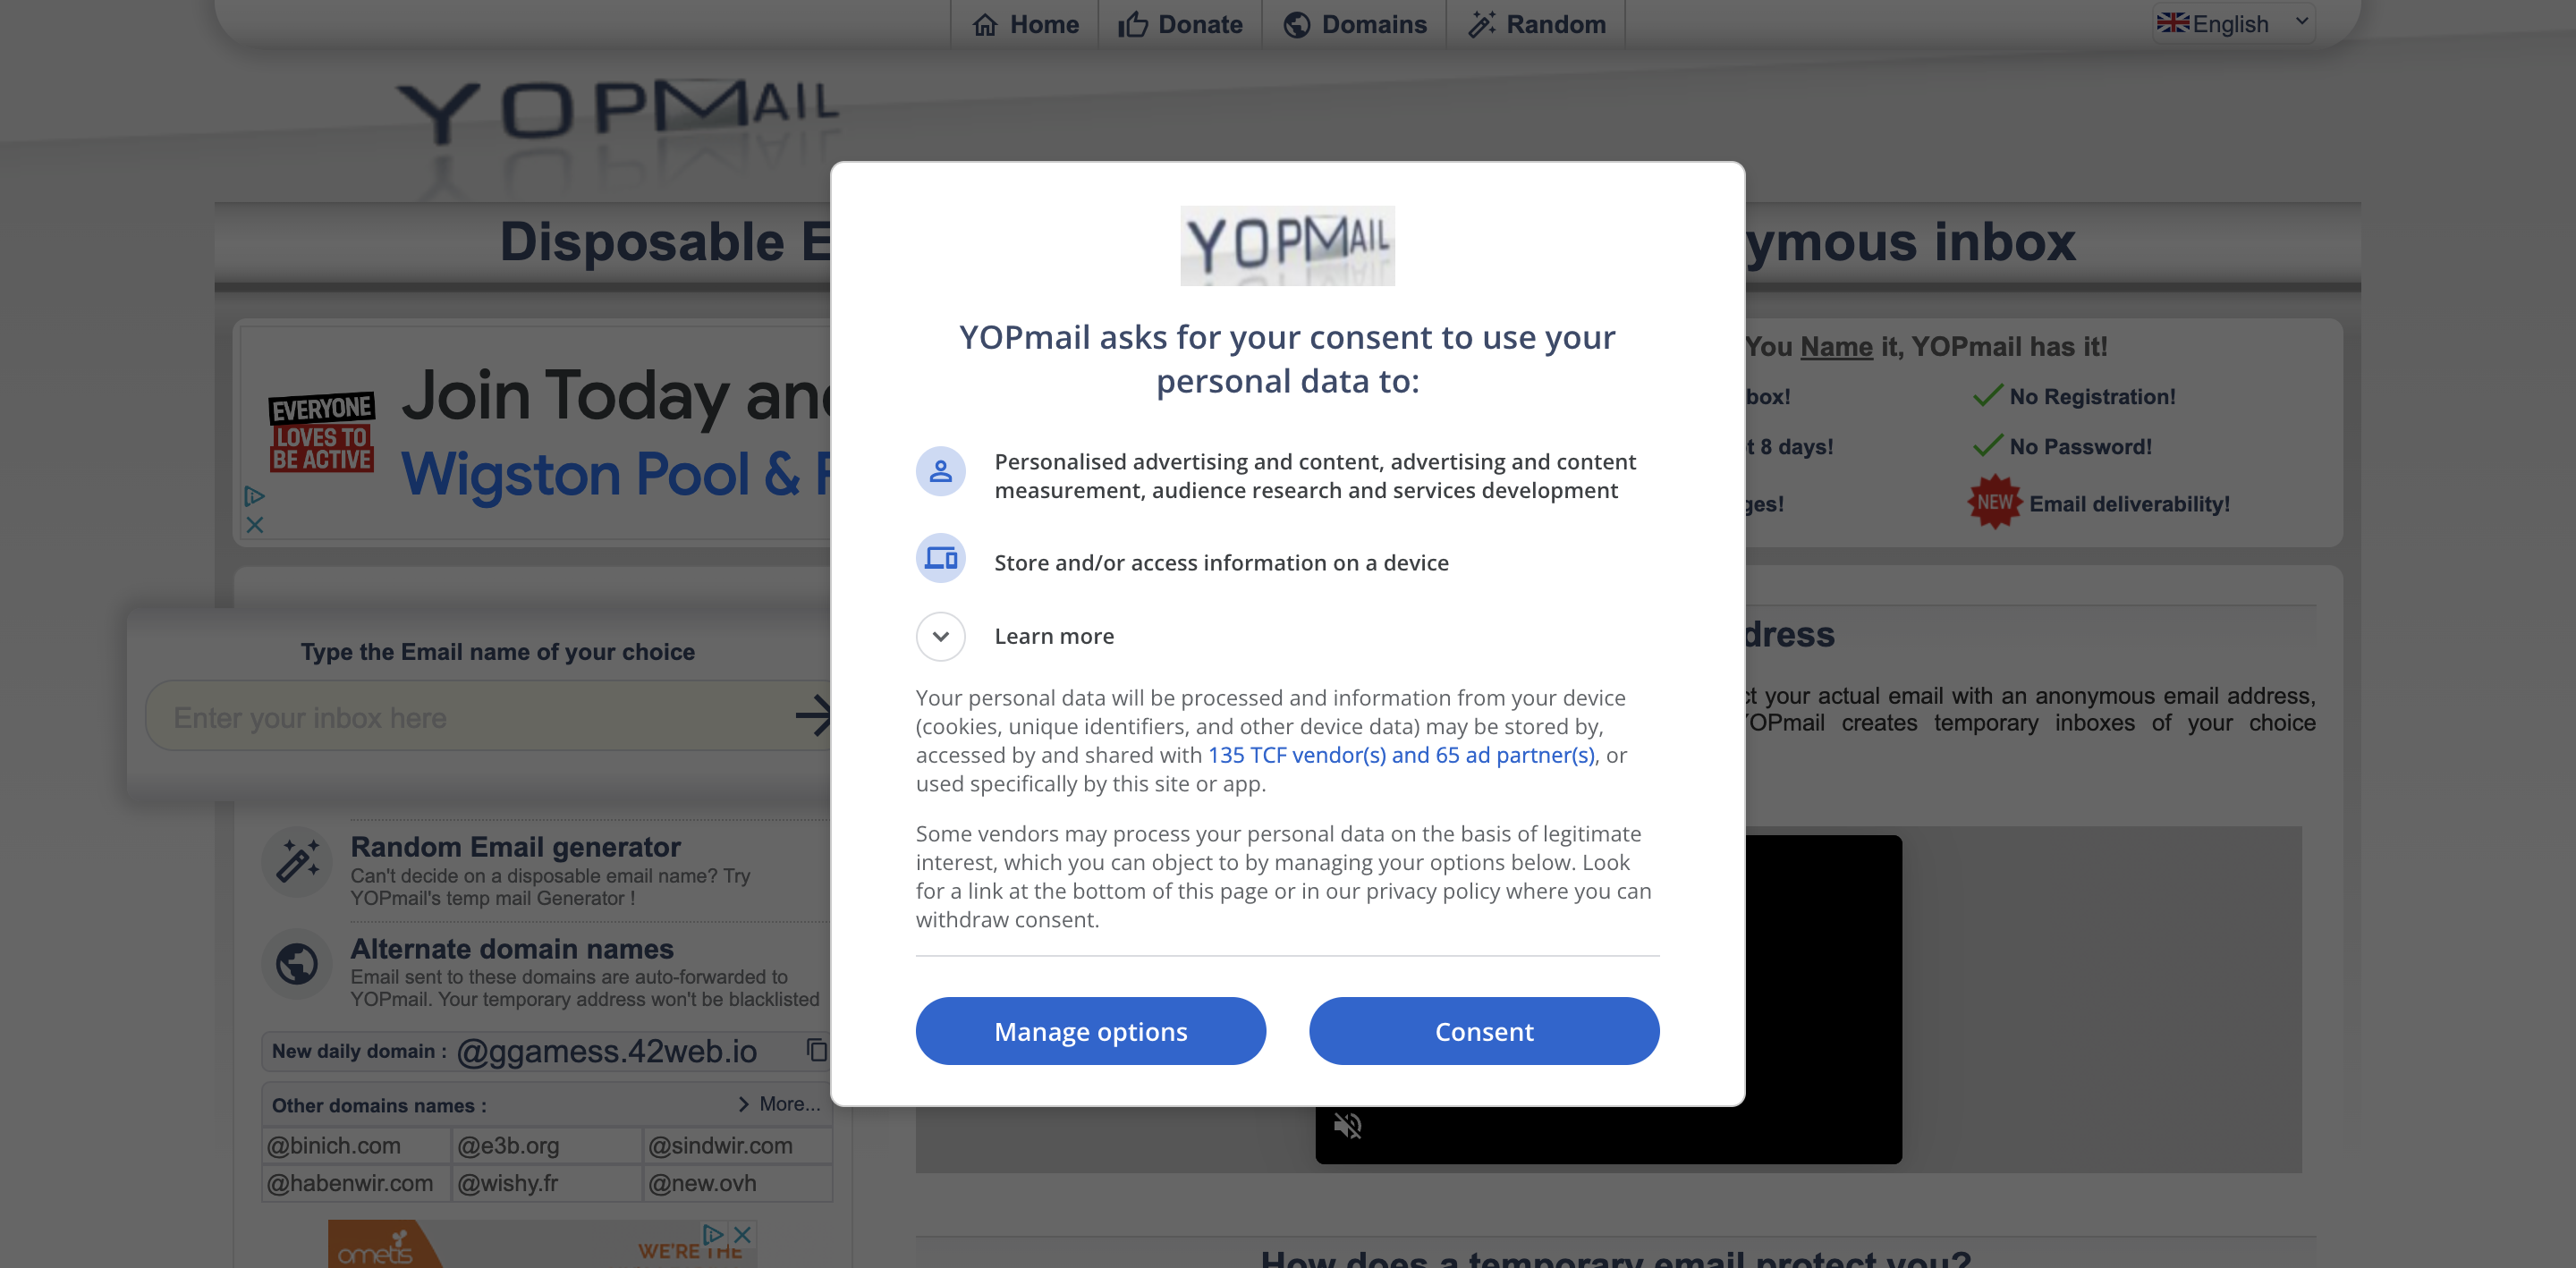 Home
Donate
Domains
Random
English
YOPMAIL
Disposable E
ymous inbox
EVERYONE
LOVES TO
BE ACTIVE
Join Today and
Wigston Pool & F
You Name it, YOPmail has it!
box!
No Registration!
t 8 days!
No Password!
ges!
NEW
Email deliverability!
Type the Email name of your choice
Enter your inbox here
dress
ct your actual email with an anonymous email address,
YOPmail creates temporary inboxes of your choice
Random Email generator
Can't decide on a disposable email name? Try
YOPmail's temp mail Generator !
Alternate domain names
Email sent to these domains are auto-forwarded to
YOPmail. Your temporary address won't be blacklisted
New daily domain : @ggamess.42web.io
Other domains names :
More...
@binich.com
@e3b.org
@sindwir.com
@habenwir.com
@wishy.fr
@new.ovh
ometis
WE'RE THE
How does a temporary email protect you?
YOPMAIL
YOPmail asks for your consent to use your
personal data to:
Personalised advertising and content, advertising and content
measurement, audience research and services development
Store and/or access information on a device
Learn more
Your personal data will be processed and information from your device
(cookies, unique identifiers, and other device data) may be stored by,
accessed by and shared with 135 TCF vendor(s) and 65 ad partner(s), or
used specifically by this site or app.
Some vendors may process your personal data on the basis of legitimate
interest, which you can object to by managing your options below. Look
for a link at the bottom of this page or in our privacy policy where you can
withdraw consent.
Manage options
Consent